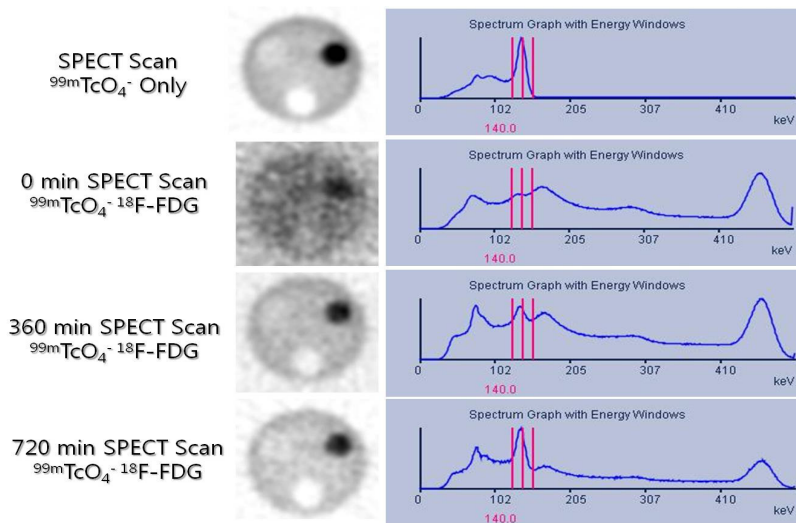 SPECT Scan
⁹⁹ᵐTcO₄⁻ Only
Spectrum Graph with Energy Windows
0 102 205 307 410
keV
140.0
0 min SPECT Scan
⁹⁹ᵐTcO₄⁻ ¹⁸F-FDG
Spectrum Graph with Energy Windows
0 102 205 307 410
keV
140.0
360 min SPECT Scan
⁹⁹ᵐTcO₄⁻ ¹⁸F-FDG
Spectrum Graph with Energy Windows
0 102 205 307 410
keV
140.0
720 min SPECT Scan
⁹⁹ᵐTcO₄⁻ ¹⁸F-FDG
Spectrum Graph with Energy Windows
0 102 205 307 410
keV
140.0